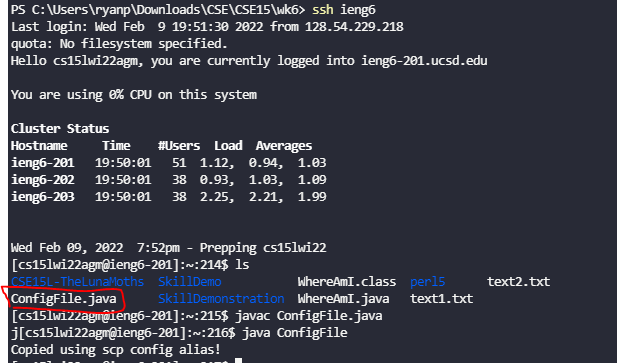 PS C:\Users\ryanp\Downloads\CSE\CSE15\wk6> ssh ieng6
Last login: Wed Feb  9 19:51:30 2022 from 128.54.229.218
quota: No filesystem specified.
Hello cs15lwi22agm, you are currently logged into ieng6-201.ucsd.edu
You are using 0% CPU on this system
Cluster Status
Hostname     Time    #Users  Load  Averages
ieng6-201   19:50:01   51  1.12,  0.94,  1.03
ieng6-202   19:50:01   38  0.93,  1.03,  1.09
ieng6-203   19:50:01   38  2.25,  2.21,  1.99
Wed Feb 09, 2022  7:52pm - Prepping cs15lwi22
[cs15lwi22agm@ieng6-201]:~:214$ ls
CSE15L-TheLunaMoths  SkillDemo           WhereAmI.class  perl5      text2.txt
ConfigFile.java      SkillDemonstration  WhereAmI.java   text1.txt
[cs15lwi22agm@ieng6-201]:~:215$ javac ConfigFile.java
j[cs15lwi22agm@ieng6-201]:~:216$ java ConfigFile
Copied using scp config alias!